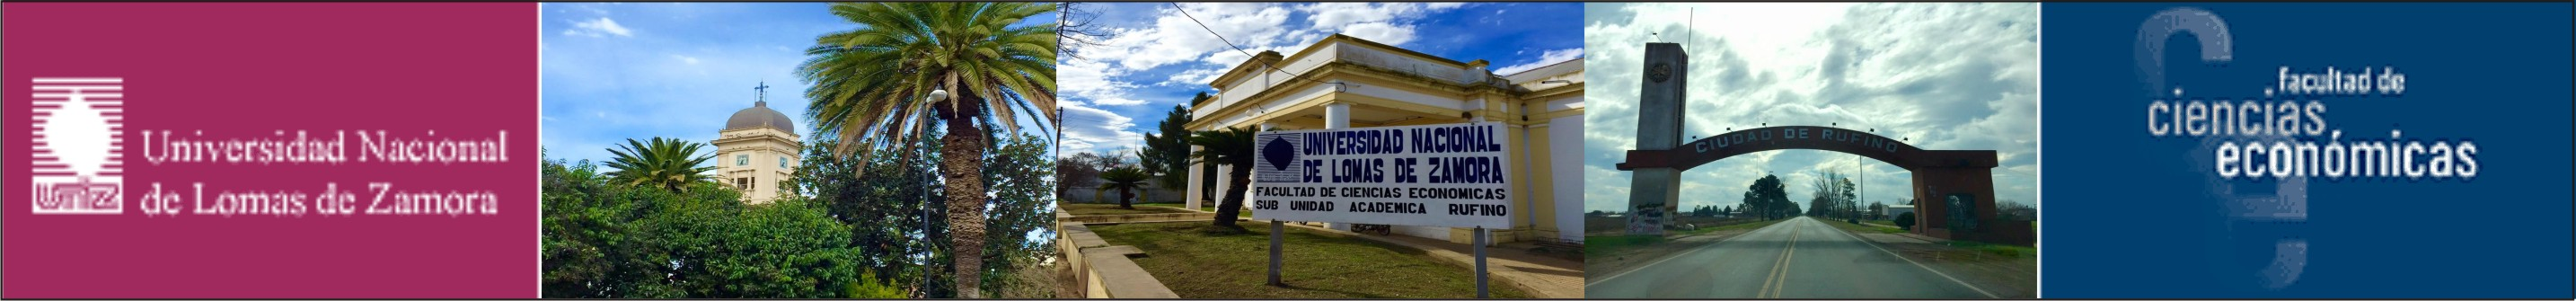 Universidad Nacional
de Lomas de Zamora
UNLZ
UNIVERSIDAD NACIONAL
DE LOMAS DE ZAMORA
FACULTAD DE CIENCIAS ECONOMICAS
SUB UNIDAD ACADEMICA RUFINO
CIUDAD DE RUFINO
facultad de
ciencias
económicas